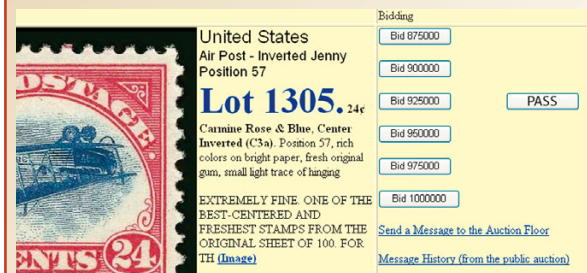 POSTAGE
CENTS 24
United States
Air Post - Inverted Jenny
Position 57
Lot 1305. 24¢
Carmine Rose & Blue, Center
Inverted (C3a). Position 57, rich
colors on bright paper, fresh original
gum, small light trace of hinging
EXTREMELY FINE. ONE OF THE
BEST-CENTERED AND
FRESHEST STAMPS FROM THE
ORIGINAL SHEET OF 100. FOR
TH (Image)
Bidding
Bid 875000
Bid 900000
Bid 925000
PASS
Bid 950000
Bid 975000
Bid 1000000
Send a Message to the Auction Floor
Message History (from the public auction)